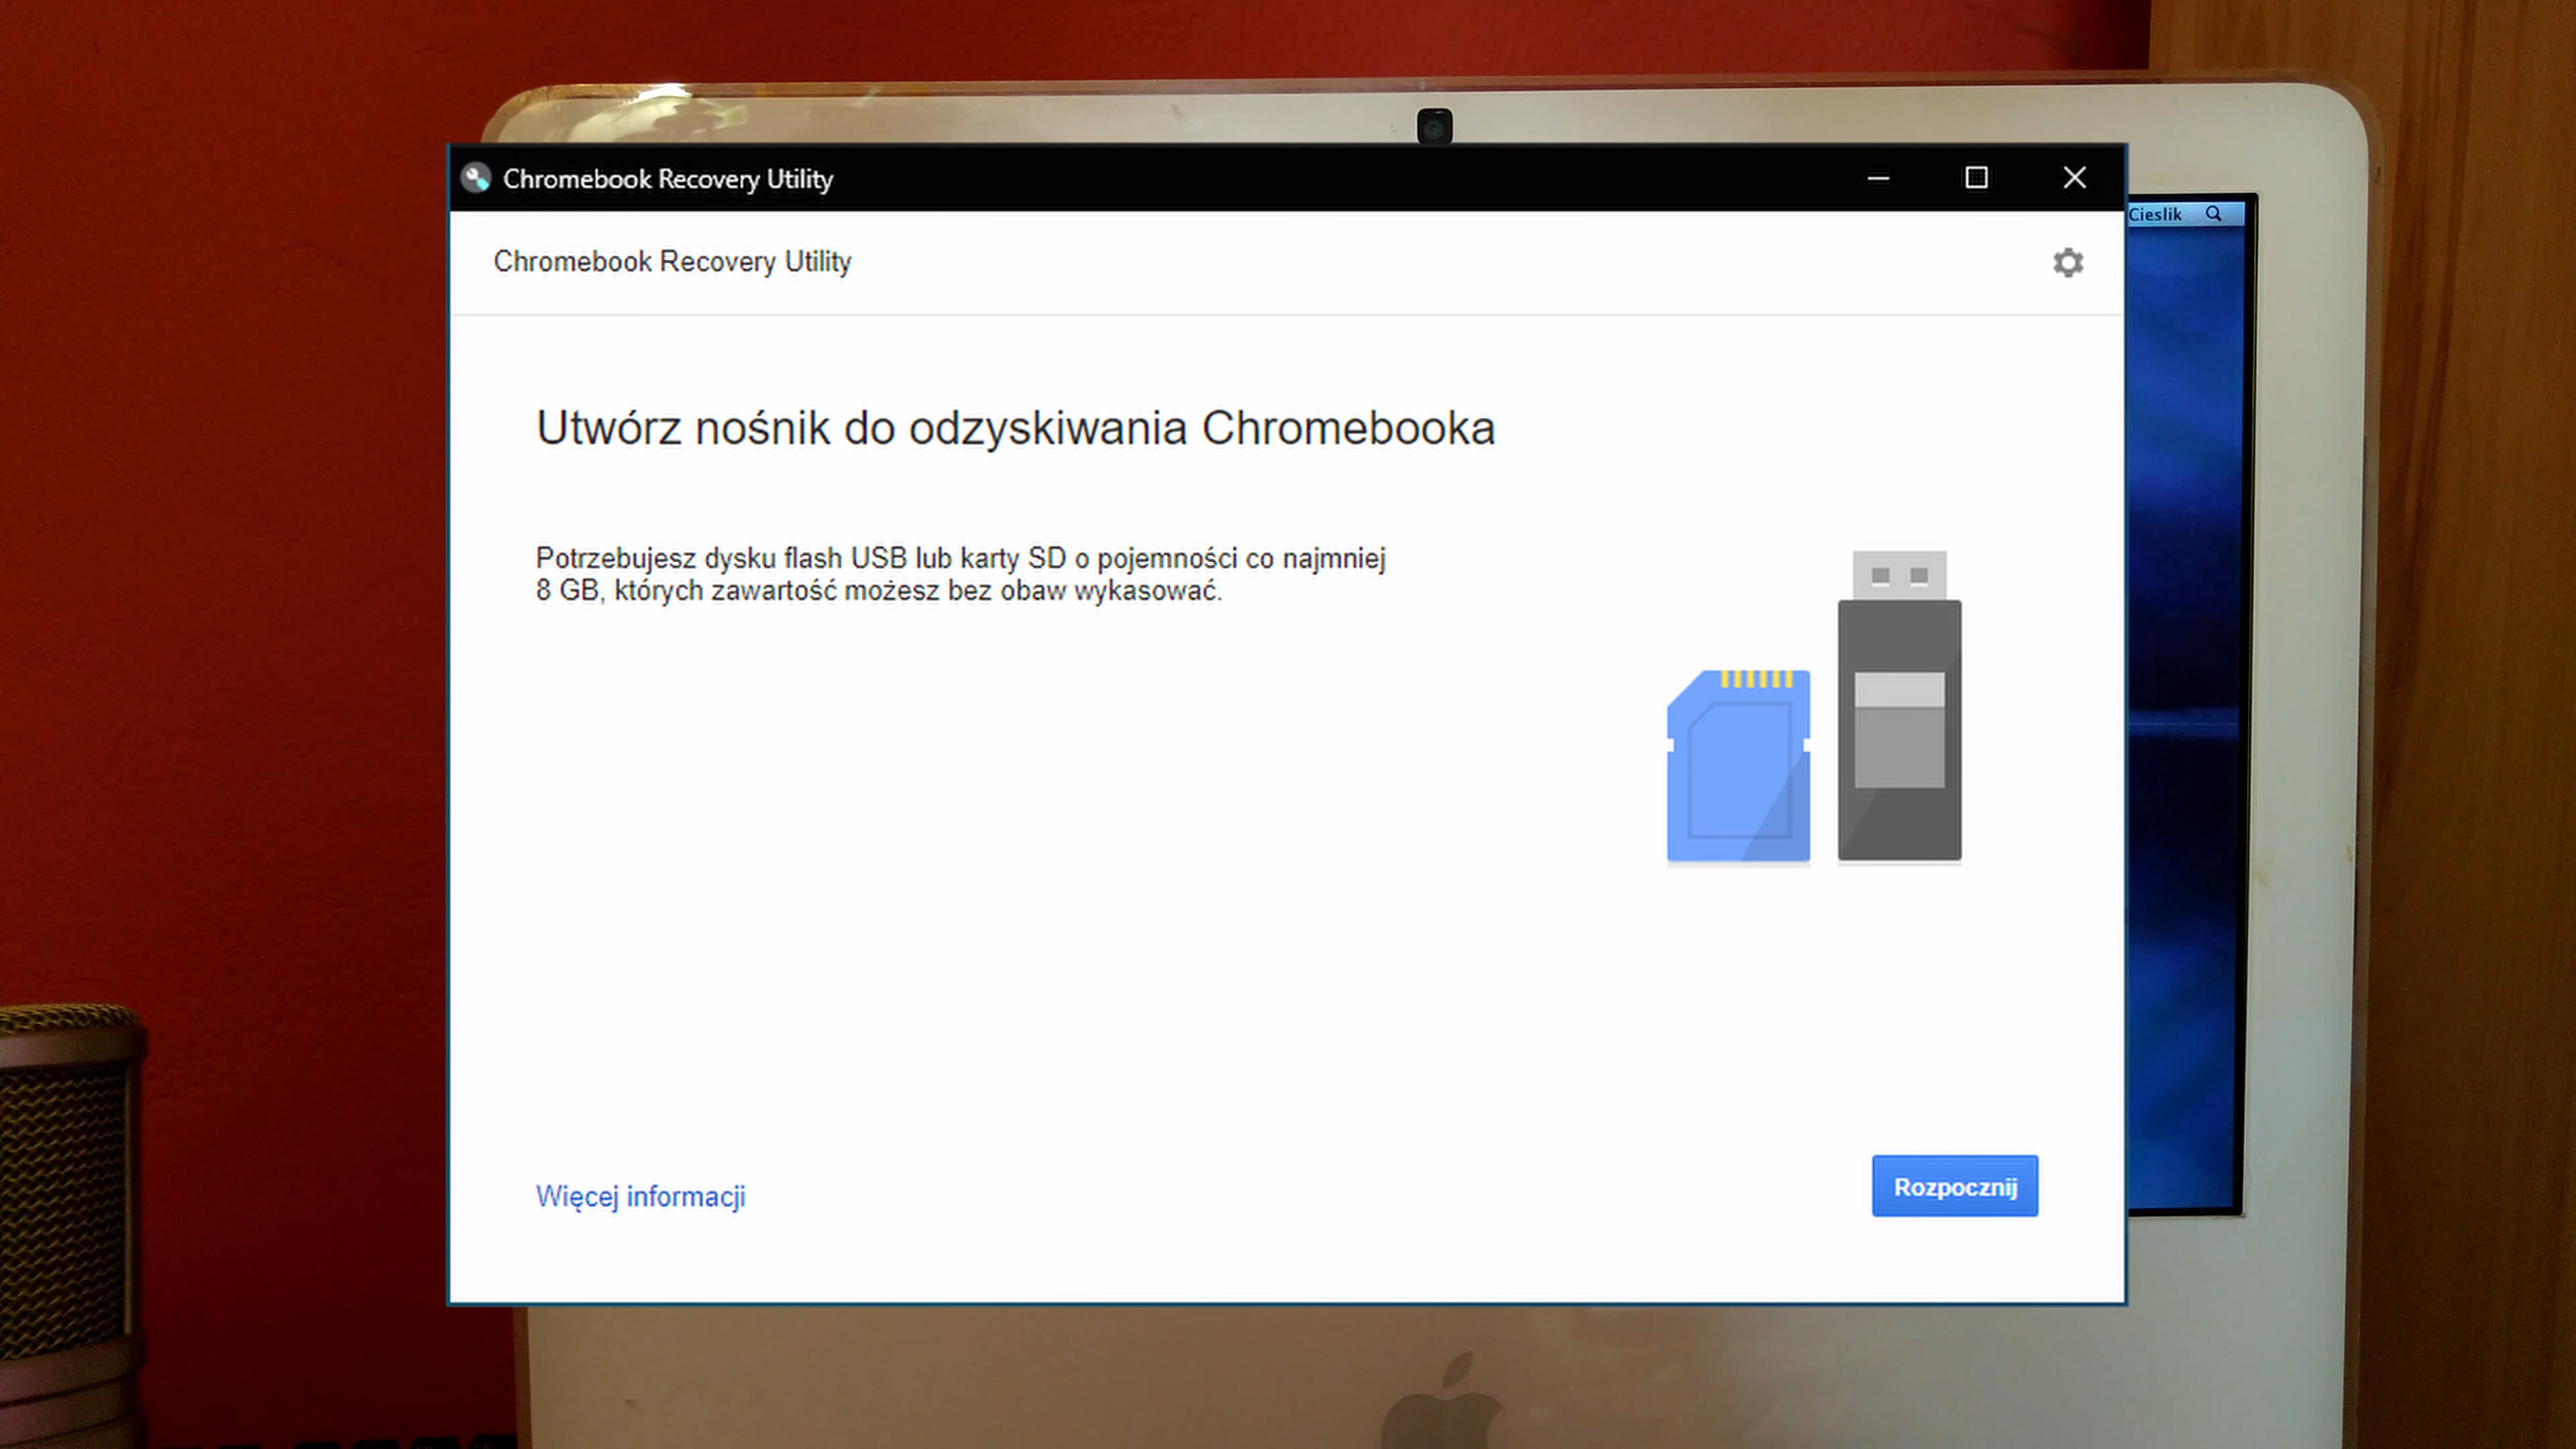 Chromebook Recovery Utility
Cieslik
Chromebook Recovery Utility
Utwórz nośnik do odzyskiwania Chromebooka
Potrzebujesz dysku flash USB lub karty SD o pojemności co najmniej
8 GB, których zawartość możesz bez obaw wykasować.
Więcej informacji
Rozpocznij